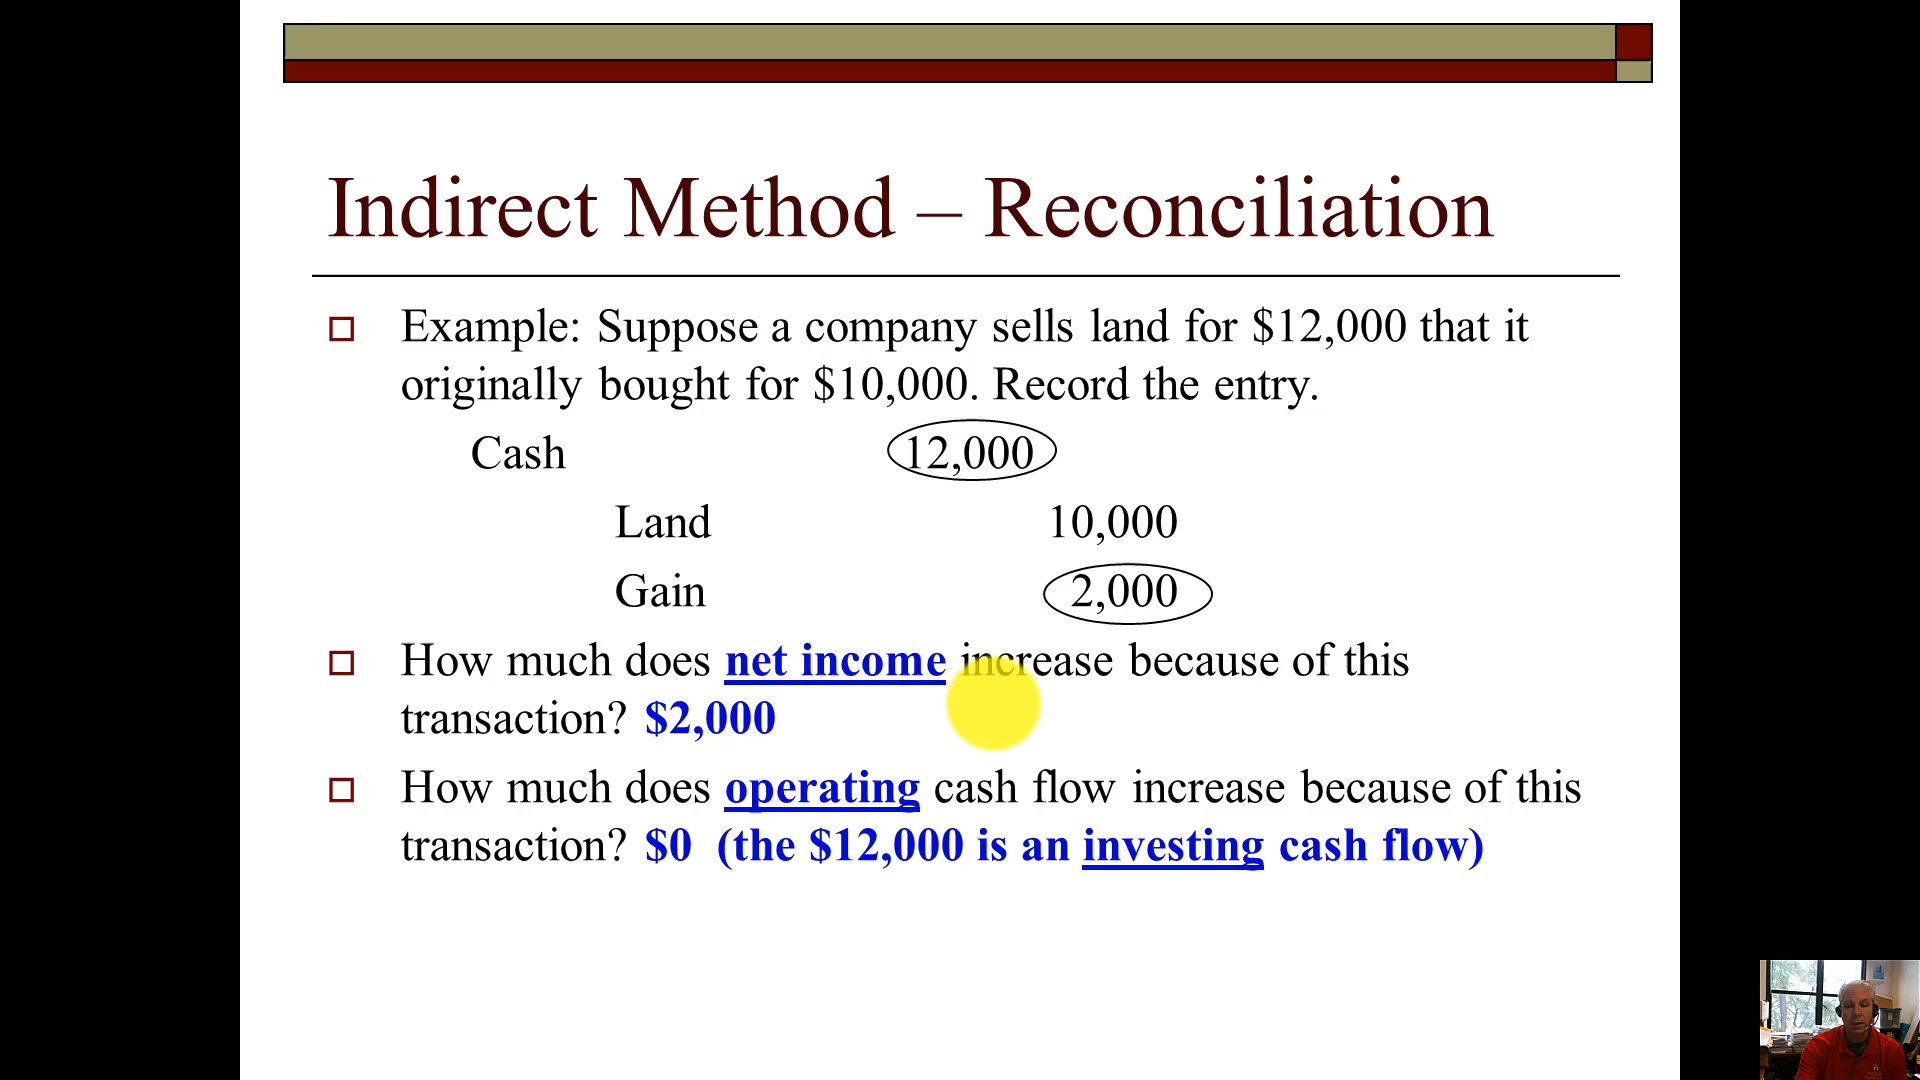 Indirect Method – Reconciliation
Example: Suppose a company sells land for $12,000 that it
originally bought for $10,000. Record the entry.
Cash 12,000
Land 10,000
Gain 2,000
How much does net income increase because of this
transaction? $2,000
How much does operating cash flow increase because of this
transaction? $0 (the $12,000 is an investing cash flow)